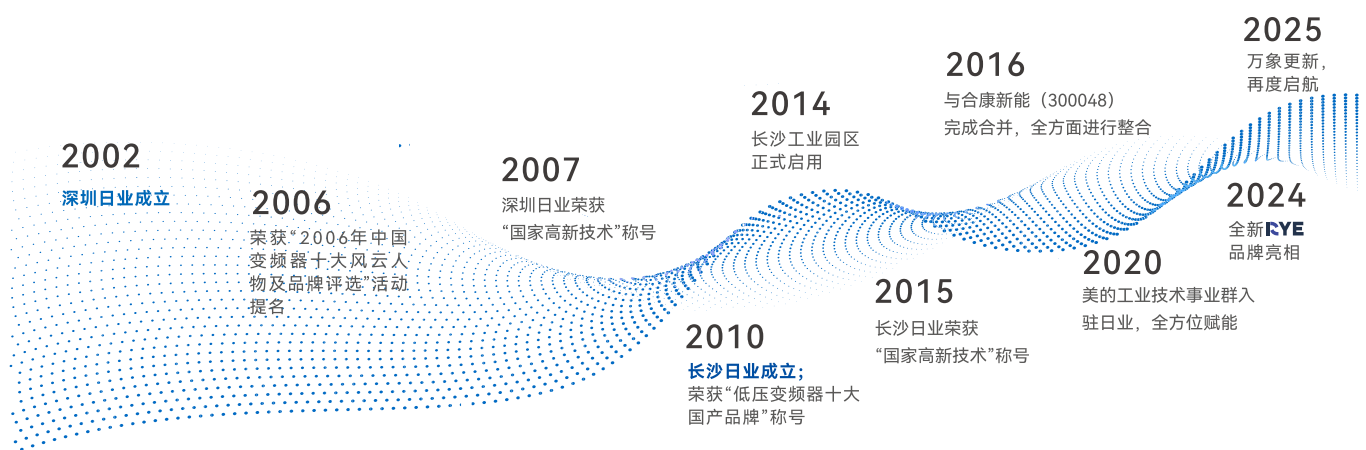 2002
深圳日业成立
2006
荣获“2006年中国
变频器十大风云人
物及品牌评选”活动
提名
2007
深圳日业荣获
“国家高新技术”称号
2010
长沙日业成立；
荣获“低压变频器十大
国产品牌”称号
2014
长沙工业园区
正式启用
2015
长沙日业荣获
“国家高新技术”称号
2016
与合康新能（300048）
完成合并，全方面进行整合
2020
美的工业技术事业群入
驻日业，全方位赋能
2024
全新RYE
品牌亮相
2025
万象更新，
再度启航